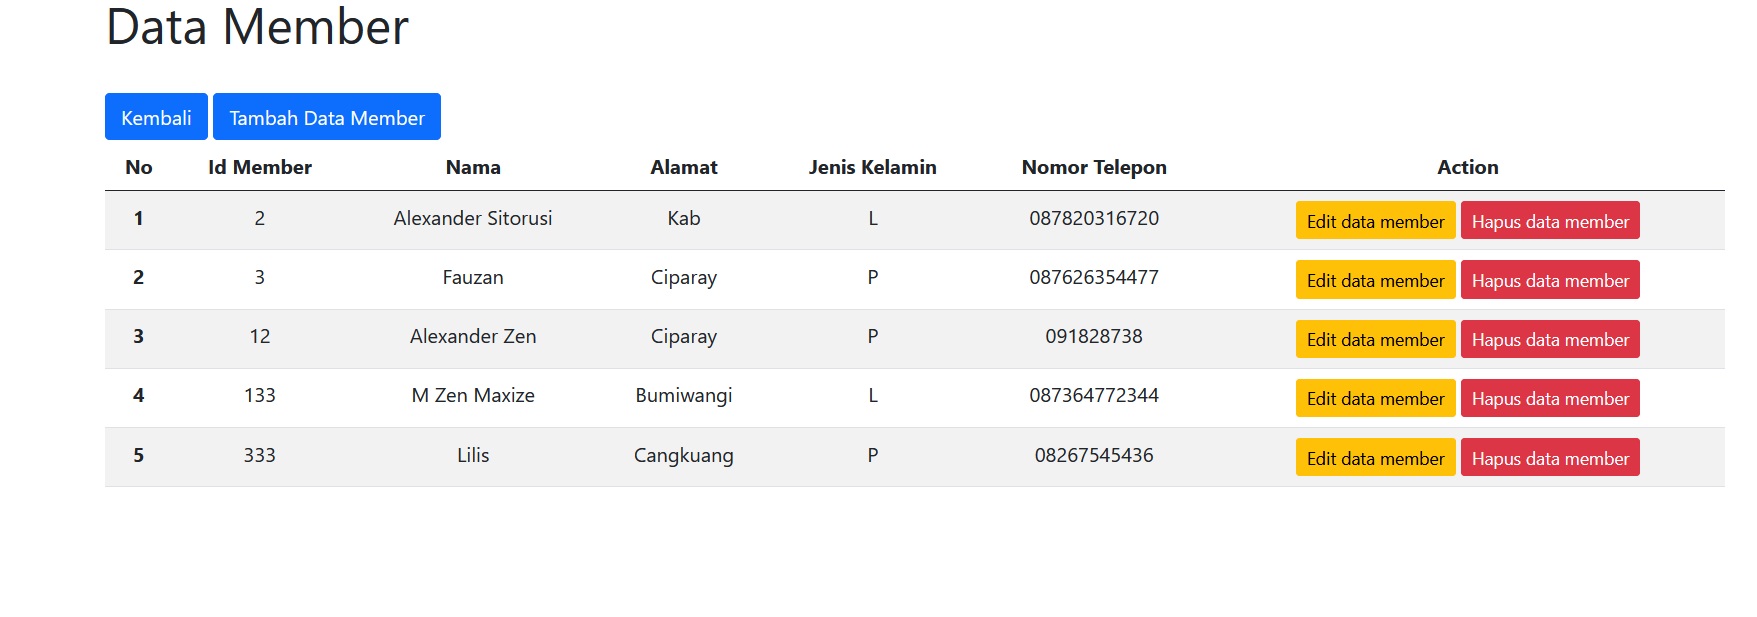 Data Member
Kembali Tambah Data Member
No Id Member Nama Alamat Jenis Kelamin Nomor Telepon Action
1 2 Alexander Sitorusi Kab L 087820316720 Edit data member Hapus data member
2 3 Fauzan Ciparay P 087626354477 Edit data member Hapus data member
3 12 Alexander Zen Ciparay P 091828738 Edit data member Hapus data member
4 133 M Zen Maxize Bumiwangi L 087364772344 Edit data member Hapus data member
5 333 Lilis Cangkuang P 08267545436 Edit data member Hapus data member